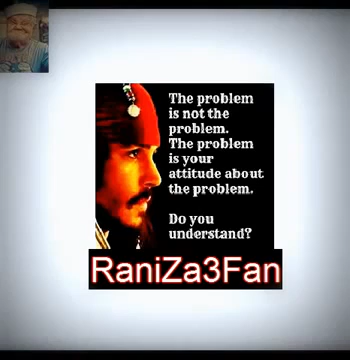 The problem
is not the
problem.
The problem
is your
attitude about
the problem.
Do you
understand?
RaniZa3Fan